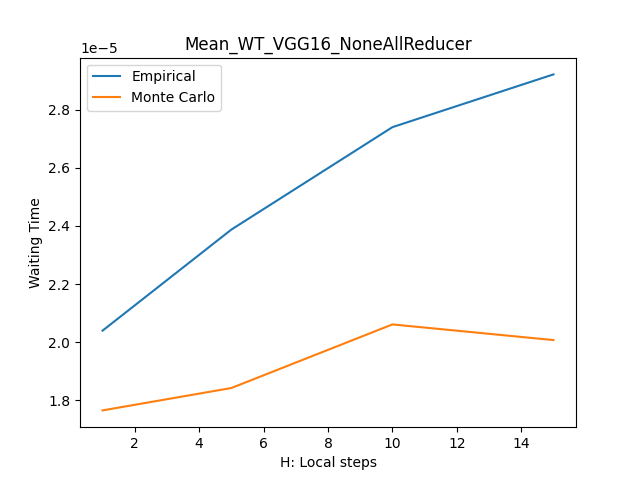 Mean_WT_VGG16_NoneAllReducer
1e−5
Empirical
Monte Carlo
2.8
2.6
2.4
2.2
2.0
1.8
Waiting Time
2 4 6 8 10 12 14
H: Local steps